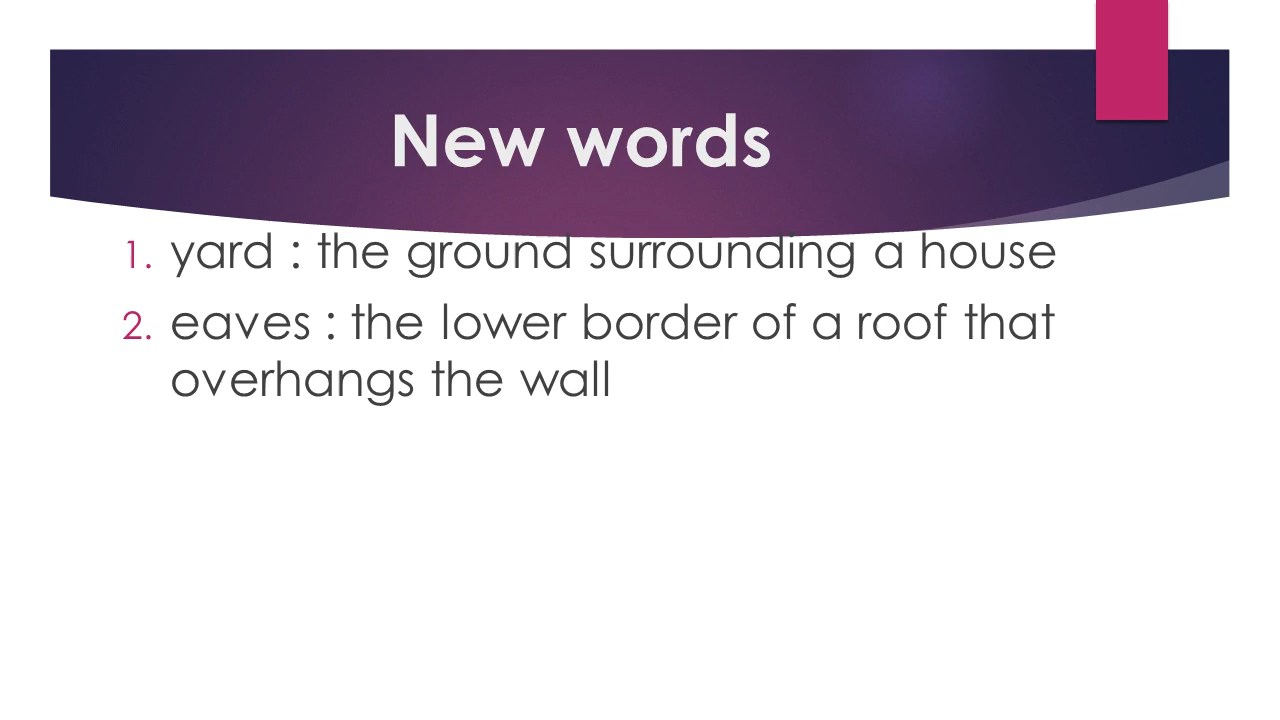 New words
1. yard : the ground surrounding a house
2. eaves : the lower border of a roof that
overhangs the wall